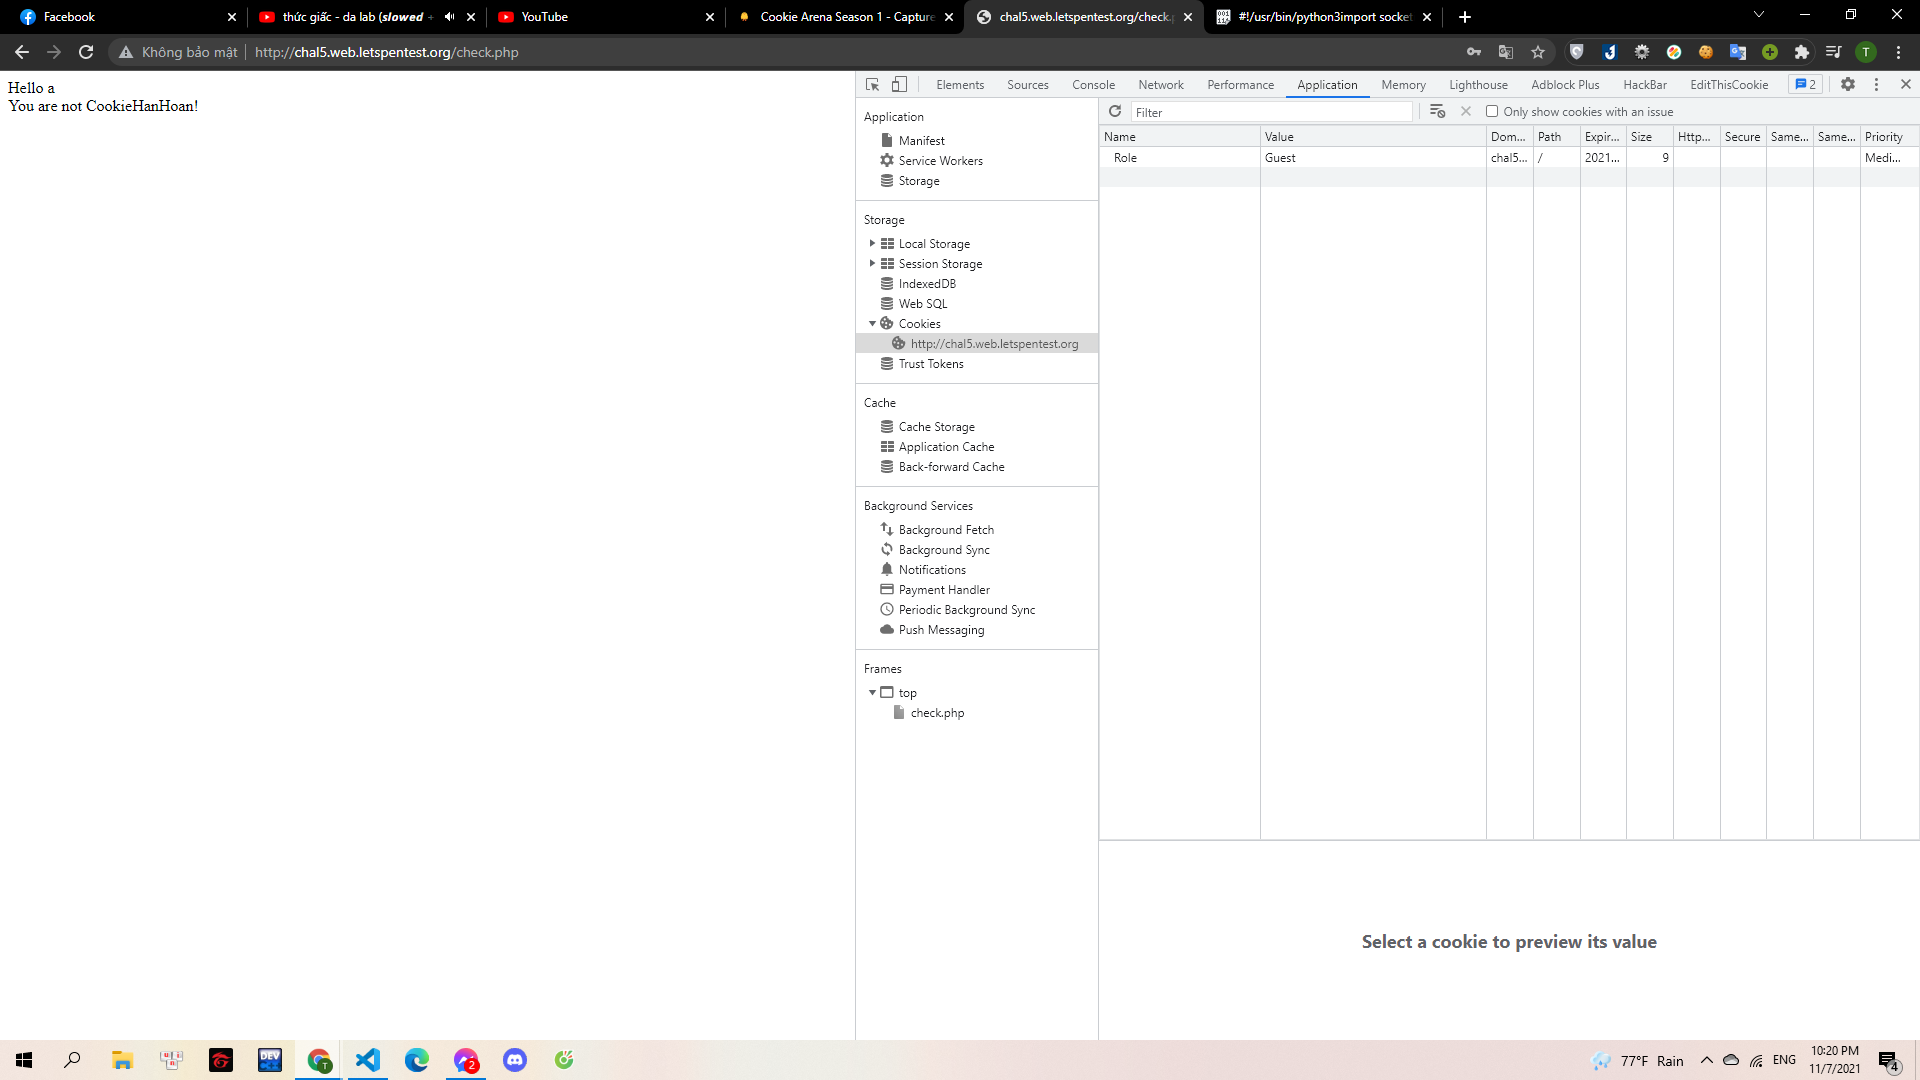 Facebook
thức giấc - da lab (slowed +
YouTube
Cookie Arena Season 1 - Capture
chal5.web.letspentest.org/check.p
#!/usr/bin/python3import socket
Không bảo mật
http://chal5.web.letspentest.org/check.php
T
Hello a
You are not CookieHanHoan!
Elements
Sources
Console
Network
Performance
Application
Memory
Lighthouse
Adblock Plus
HackBar
EditThisCookie
2
Application
Manifest
Service Workers
Storage
Storage
Local Storage
Session Storage
IndexedDB
Web SQL
Cookies
http://chal5.web.letspentest.org
Trust Tokens
Cache
Cache Storage
Application Cache
Back-forward Cache
Background Services
Background Fetch
Background Sync
Notifications
Payment Handler
Periodic Background Sync
Push Messaging
Frames
top
check.php
Filter
Only show cookies with an issue
Name Value Dom... Path Expir... Size Http... Secure Same... Same... Priority
Role Guest chal5... / 2021... 9 Medi...
Select a cookie to preview its value
DEV
T
2
77°F Rain
ENG
10:20 PM
11/7/2021
4